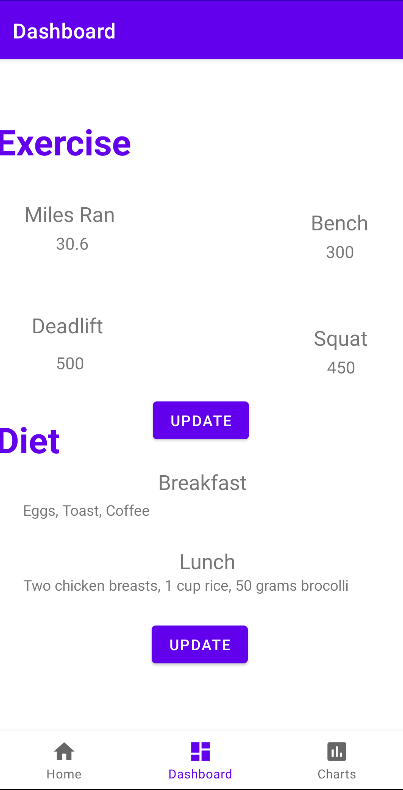 Dashboard
Exercise
Miles Ran
30.6
Bench
300
Deadlift
500
Squat
450
UPDATE
Diet
Breakfast
Eggs, Toast, Coffee
Lunch
Two chicken breasts, 1 cup rice, 50 grams brocolli
UPDATE
Home
Dashboard
Charts